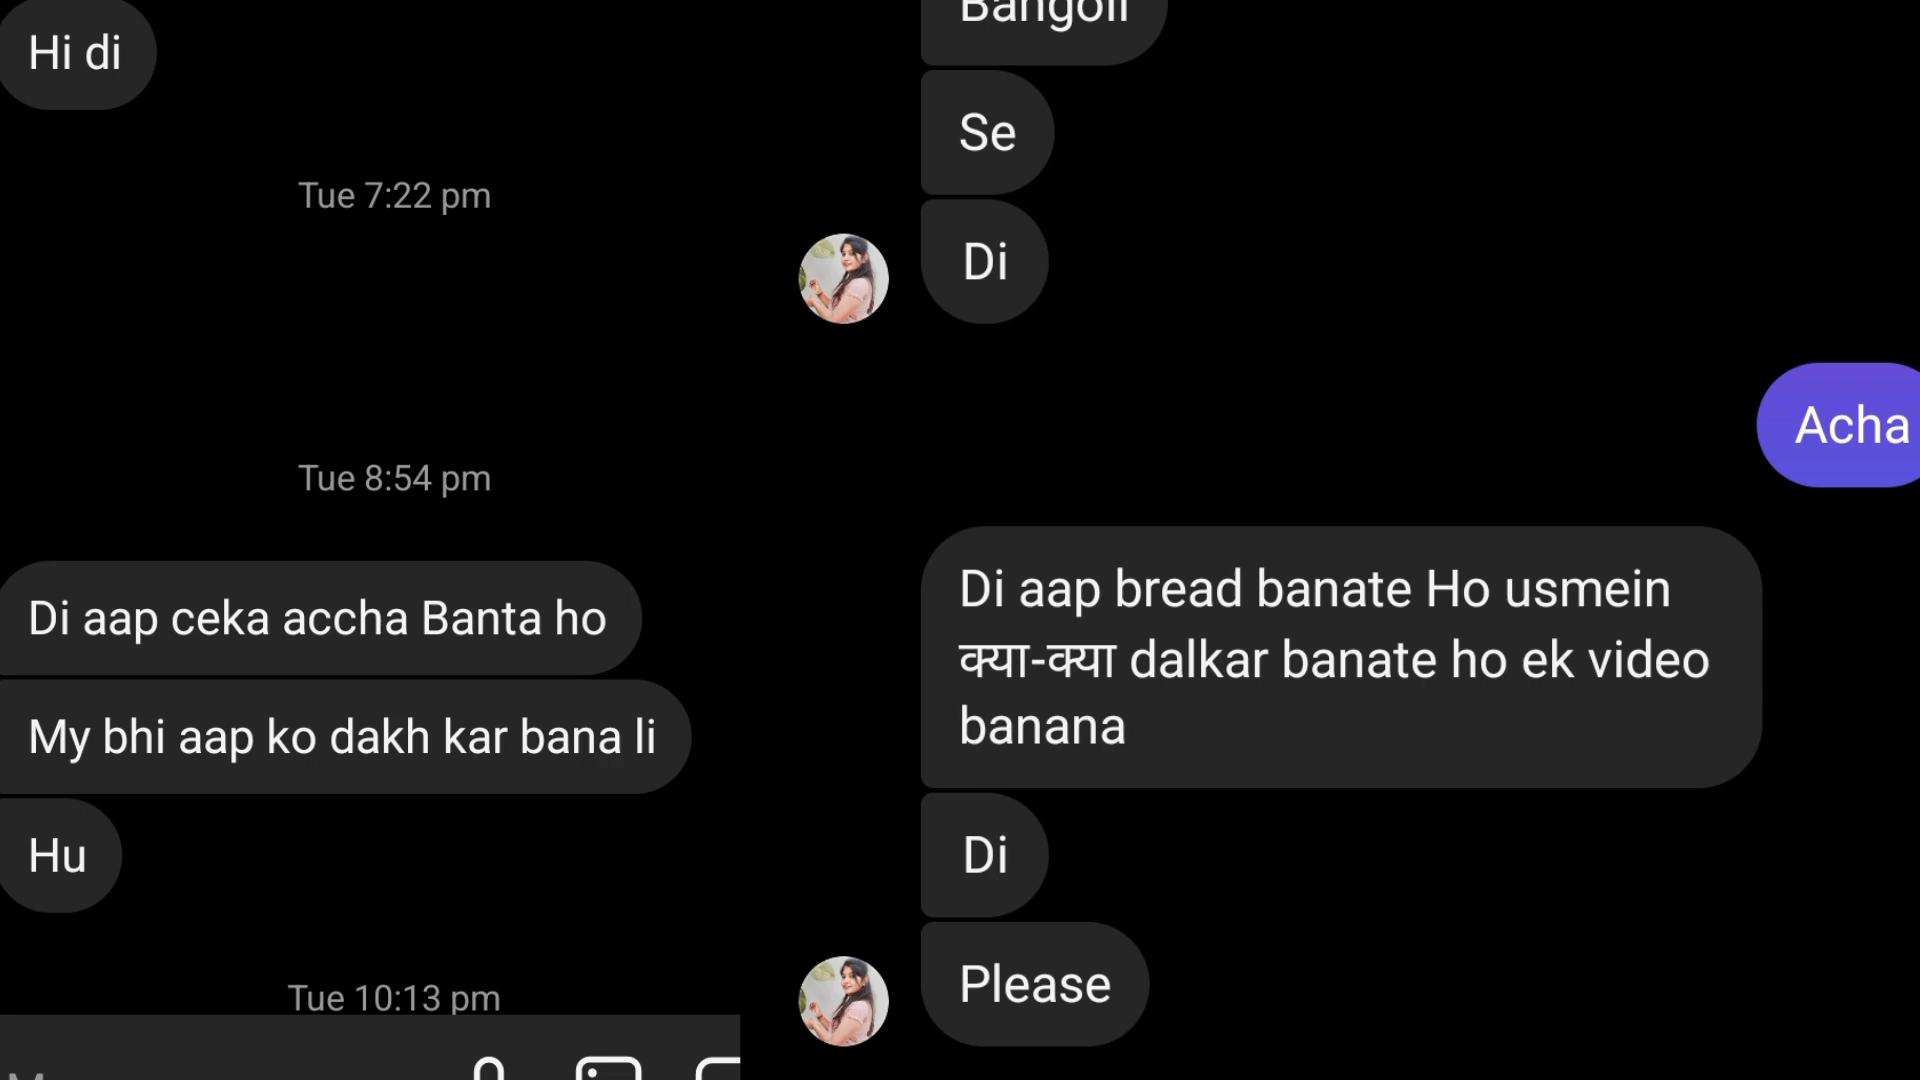 Hi di
Tue 7:22 pm
Tue 8:54 pm
Di aap ceka accha Banta ho
My bhi aap ko dakh kar bana li
Hu
Tue 10:13 pm
Bangoli
Se
Di
Acha
Di aap bread banate Ho usmein
क्या-क्या dalkar banate ho ek video
banana
Di
Please